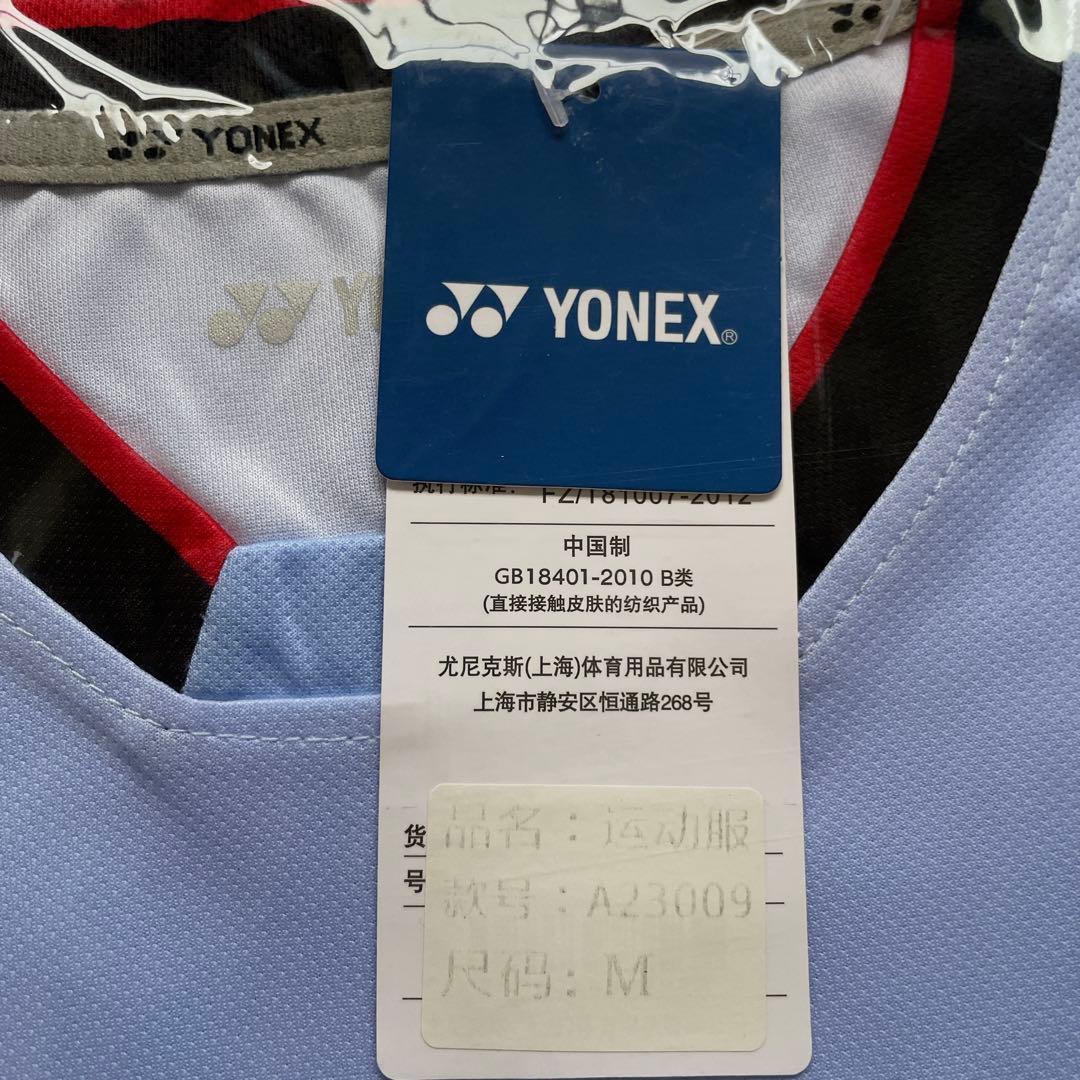 YONEX
Y
YONEX®
执行标准: FZ/T81007-2012
中国制
GB18401-2010 B类
(直接接触皮肤的纺织产品)
尤尼克斯(上海)体育用品有限公司
上海市静安区恒通路268号
货
号
品名:运动服
款号:A23009
尺码:M